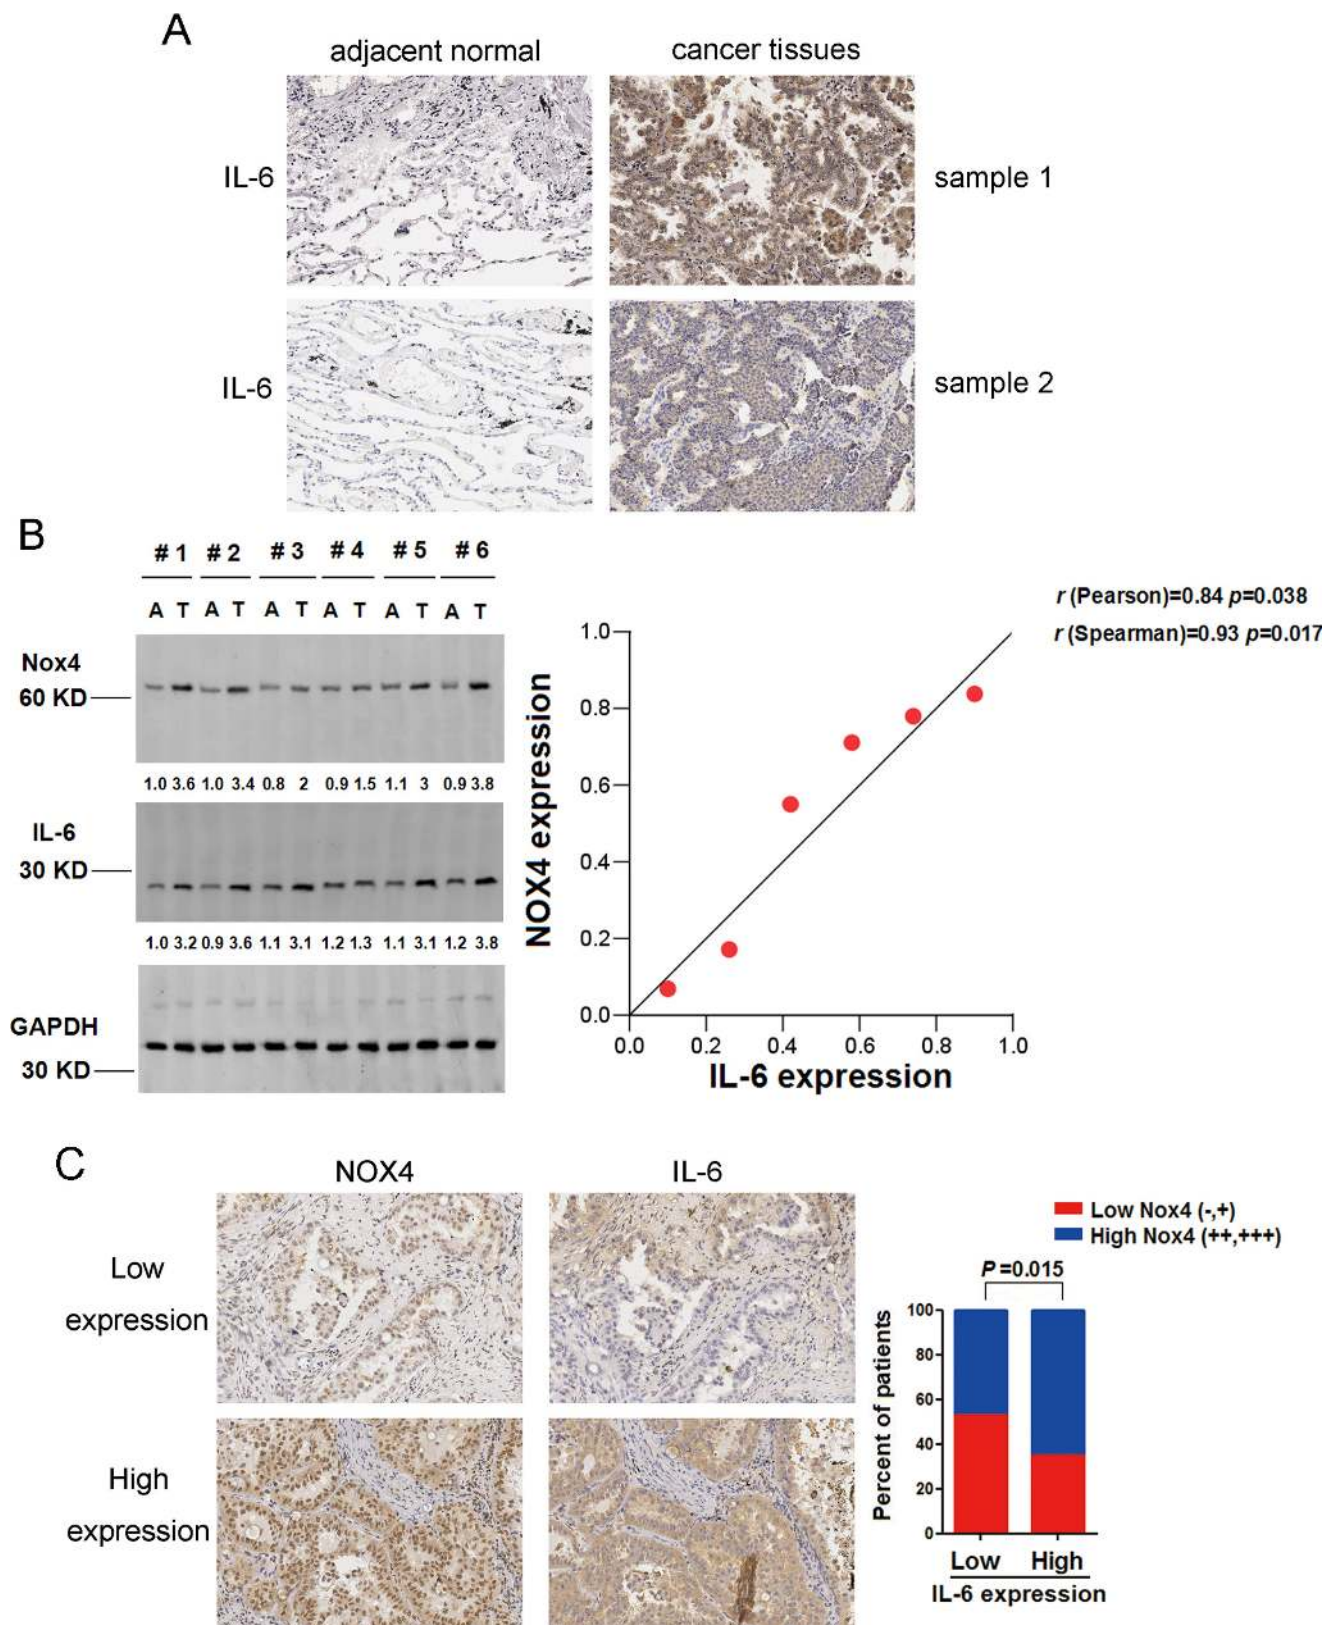 A
adjacent normal cancer tissues
IL-6 sample 1
IL-6 sample 2
B
# 1 # 2 # 3 # 4 # 5 # 6
A T A T A T A T A T A T
Nox4
60 KD
1.0 3.6 1.0 3.4 0.8 2 0.9 1.5 1.1 3 0.9 3.8
IL-6
30 KD
1.0 3.2 0.9 3.6 1.1 3.1 1.2 1.3 1.1 3.1 1.2 3.8
GAPDH
30 KD
r (Pearson)=0.84 p=0.038
r (Spearman)=0.93 p=0.017
NOX4 expression
1.0
0.8
0.6
0.4
0.2
0.0
0.0 0.2 0.4 0.6 0.8 1.0
IL-6 expression
C
NOX4 IL-6
Low
expression
High
expression
Low Nox4 (-,+)
High Nox4 (++,+++)
P =0.015
Percent of patients
100
80
60
40
20
0
Low High
IL-6 expression